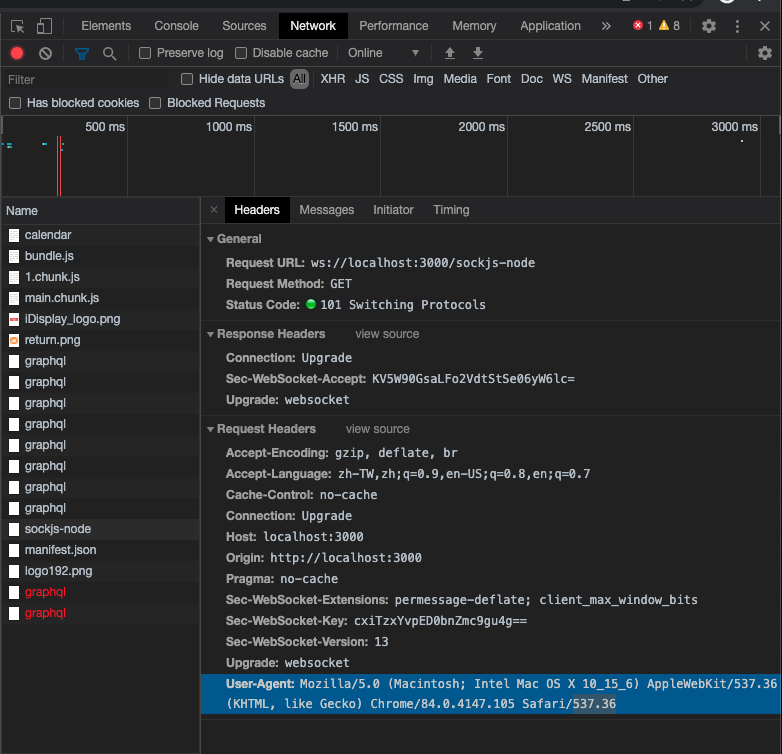 Elements Console Sources Network Performance Memory Application » 1 8
Preserve log Disable cache Online
Filter Hide data URLs All XHR JS CSS Img Media Font Doc WS Manifest Other
Has blocked cookies Blocked Requests
500 ms 1000 ms 1500 ms 2000 ms 2500 ms 3000 ms
Name
calendar
bundle.js
1.chunk.js
main.chunk.js
iDisplay_logo.png
return.png
graphql
graphql
graphql
graphql
graphql
graphql
graphql
graphql
sockjs-node
manifest.json
logo192.png
graphql
graphql
× Headers Messages Initiator Timing
General
Request URL: ws://localhost:3000/sockjs-node
Request Method: GET
Status Code: 101 Switching Protocols
Response Headers view source
Connection: Upgrade
Sec-WebSocket-Accept: KV5W90GsaLFo2VdtStSe06yW6lc=
Upgrade: websocket
Request Headers view source
Accept-Encoding: gzip, deflate, br
Accept-Language: zh-TW,zh;q=0.9,en-US;q=0.8,en;q=0.7
Cache-Control: no-cache
Connection: Upgrade
Host: localhost:3000
Origin: http://localhost:3000
Pragma: no-cache
Sec-WebSocket-Extensions: permessage-deflate; client_max_window_bits
Sec-WebSocket-Key: cxiTzxYvpED0bnZmc9gu4g==
Sec-WebSocket-Version: 13
Upgrade: websocket
User-Agent: Mozilla/5.0 (Macintosh; Intel Mac OS X 10_15_6) AppleWebKit/537.36
(KHTML, like Gecko) Chrome/84.0.4147.105 Safari/537.36